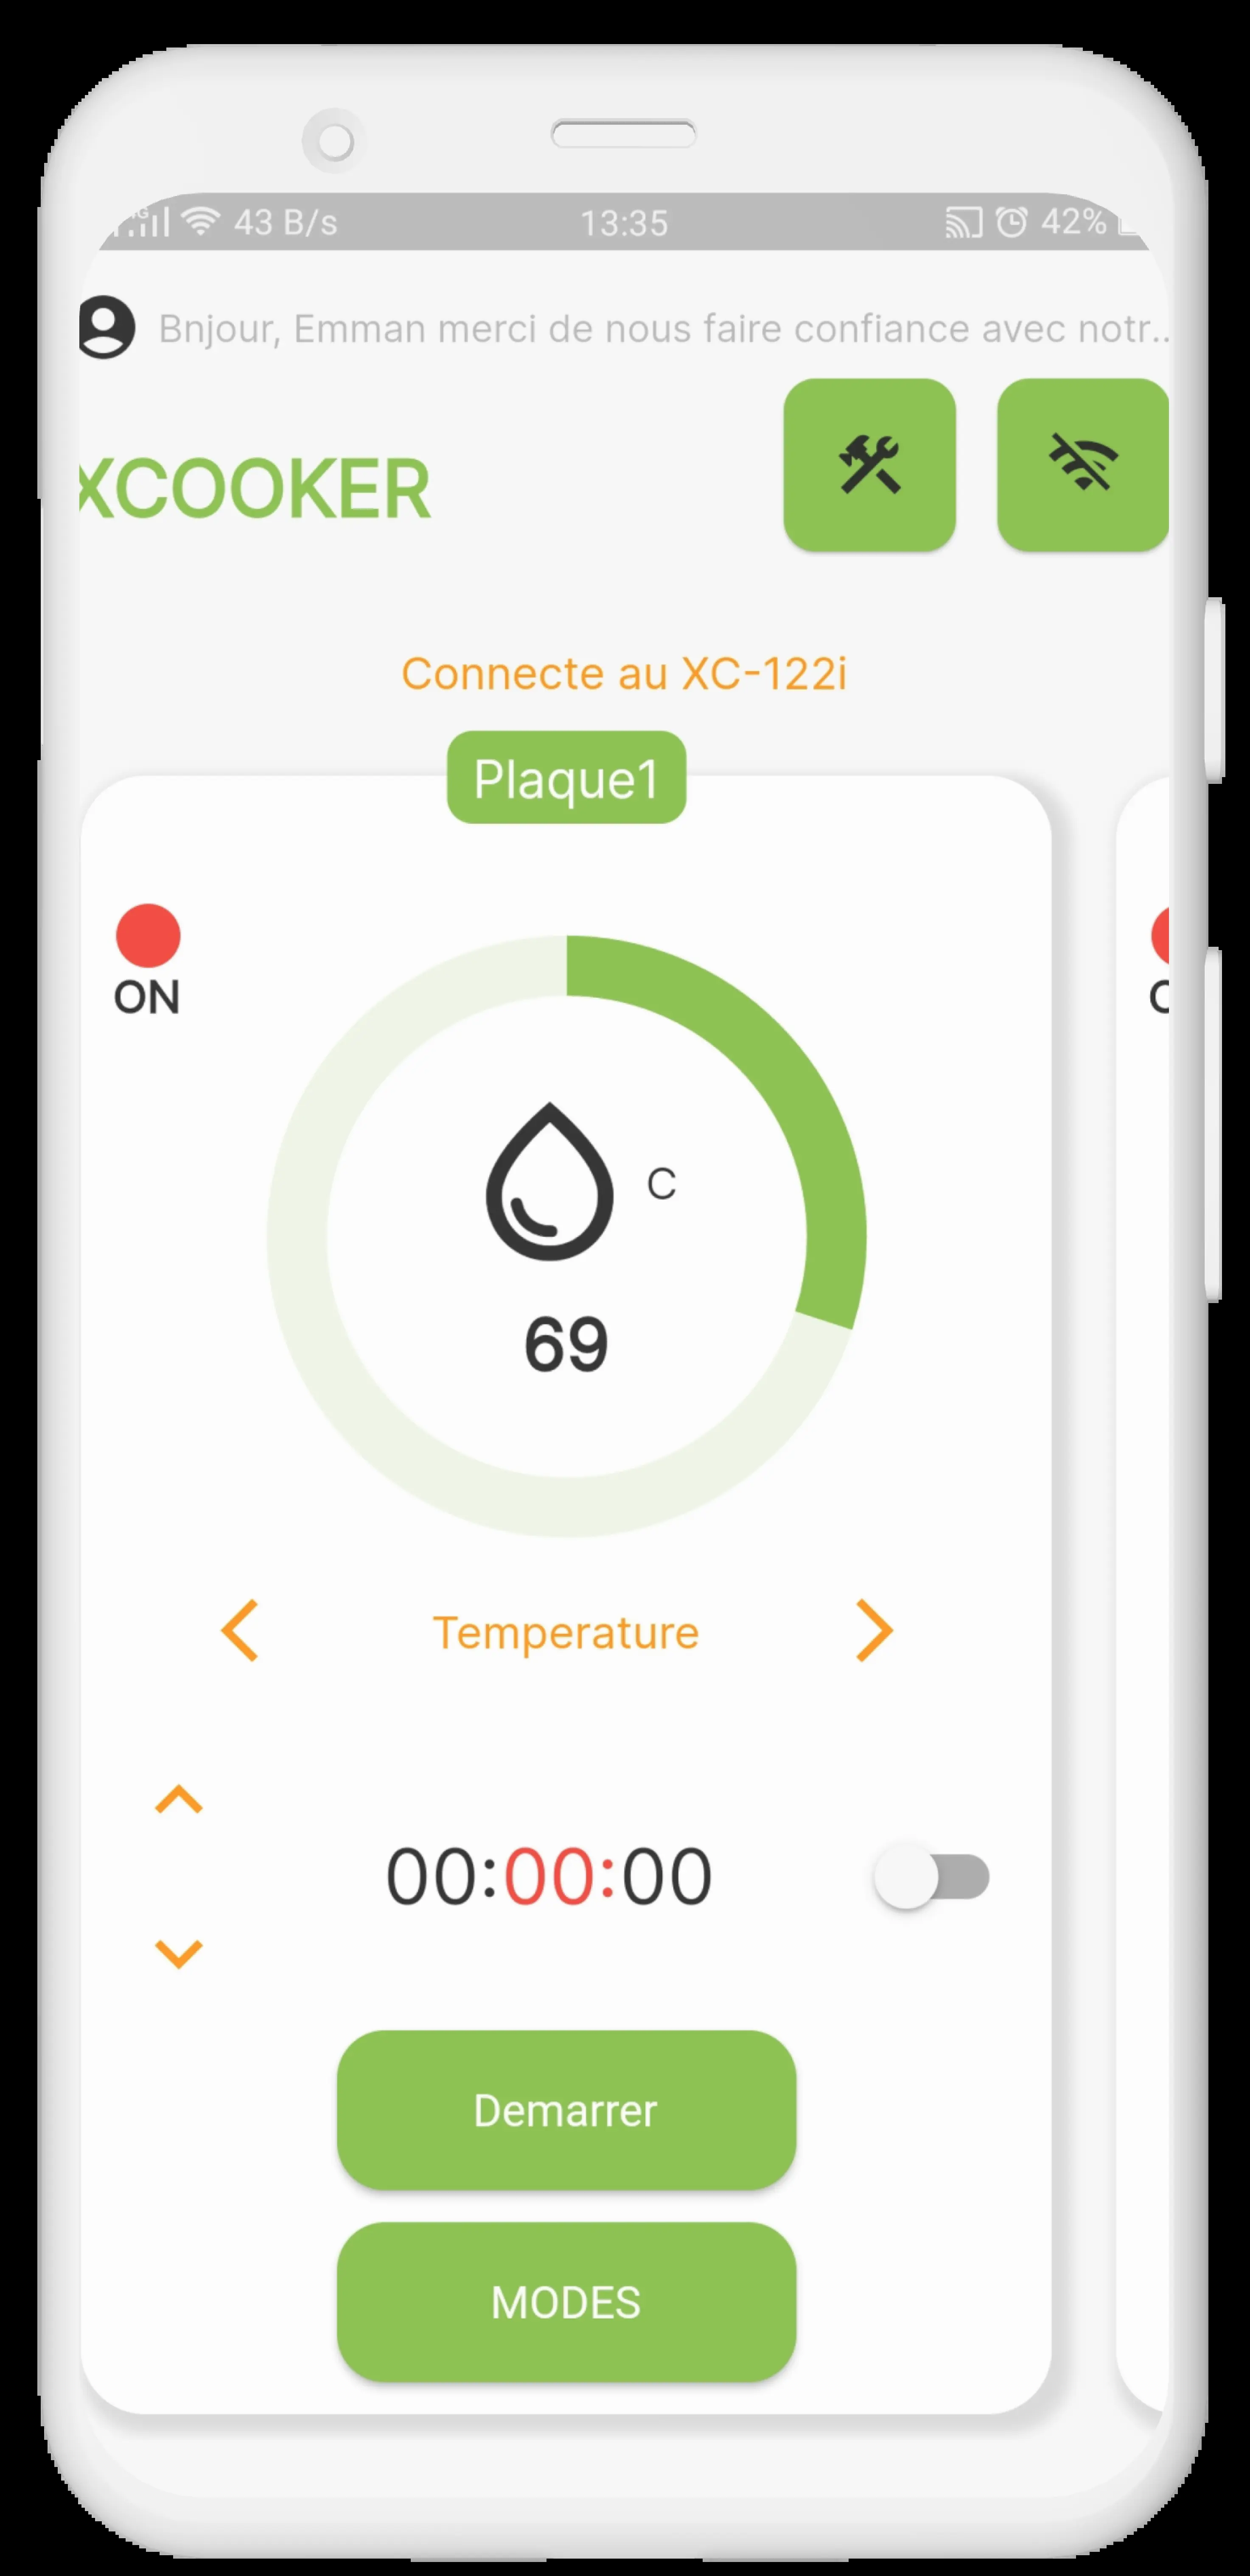 4G 43 B/s 13:35 42%
Bnjour, Emman merci de nous faire confiance avec notr..
XCOOKER
Connecte au XC-122i
Plaque1
ON
C
69
Temperature
00:00:00
Demarrer
MODES